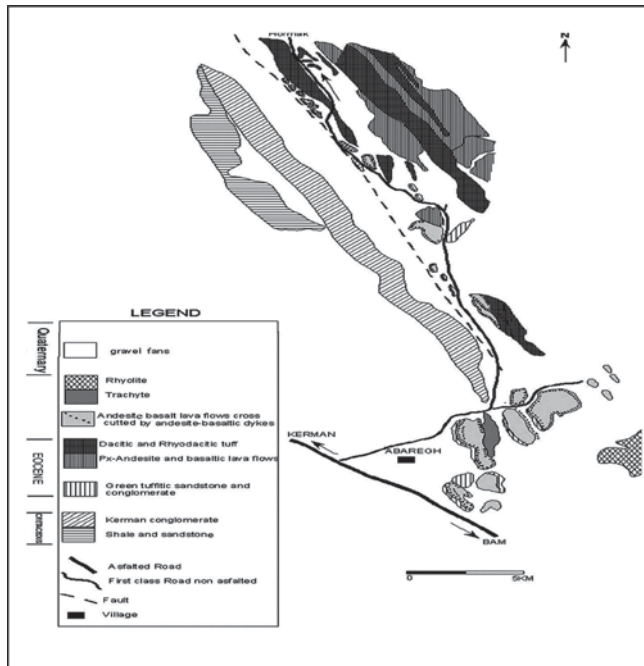 Hormak
N
LEGEND
Quaternary
gravel fans
Rhyolite
Trachyte
Andesite basalt lava flows cross
cutted by andesite-basaltic dykes
EOCENE
Dacitic and Rhyodacitic tuff
Px-Andesite and basaltic lava flows
Green tuffitic sandstone and
conglomerate
Kerman conglomerate
Shale and sandstone
Asfalted Road
First class Road non asfalted
Fault
Village
KERMAN
ABAREGH
BAM
0 5KM